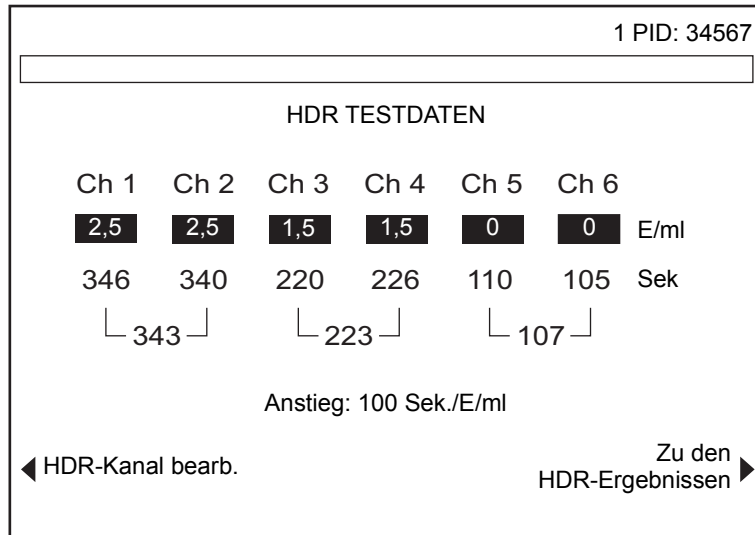 1 PID: 34567
HDR TESTDATEN
Ch 1 Ch 2 Ch 3 Ch 4 Ch 5 Ch 6
2,5 2,5 1,5 1,5 0 0 E/ml
346 340 220 226 110 105 Sek
343 223 107
Anstieg: 100 Sek./E/ml
HDR-Kanal bearb.
Zu den
HDR-Ergebnissen